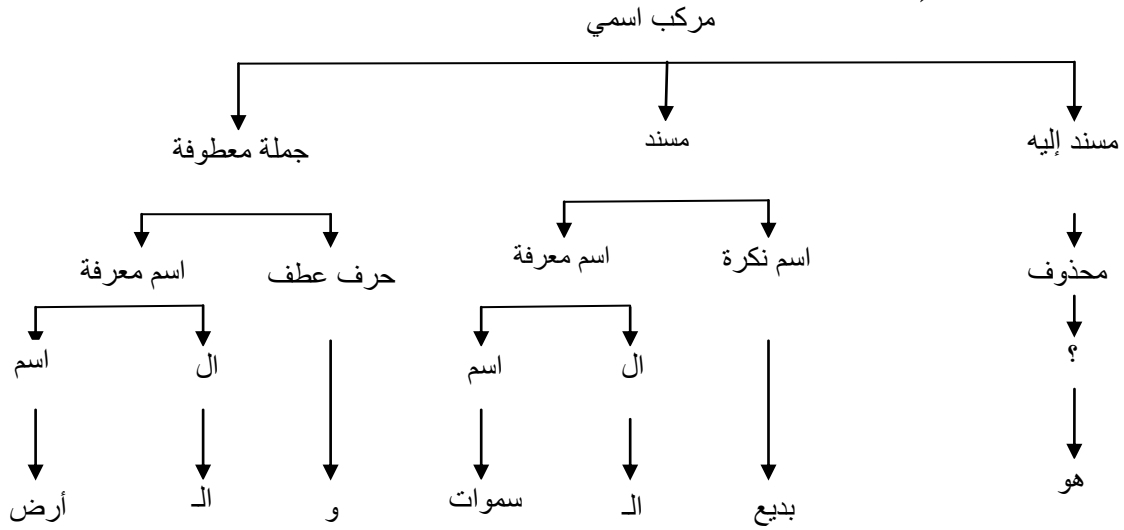 مركب اسمي
مسند إليه مسند جملة معطوفة
محذوف اسم نكرة اسم معرفة حرف عطف اسم معرفة
؟ ال اسم ال اسم
هو بديع الـ سموات و الـ أرض